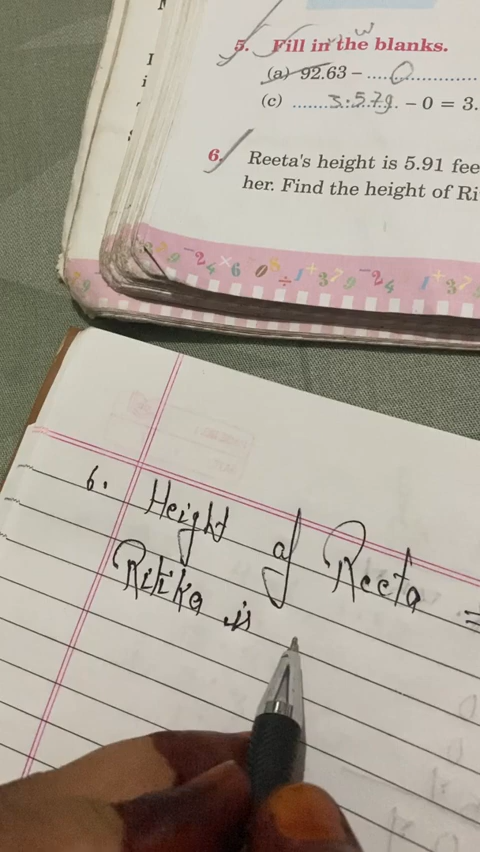 5. Fill in the blanks.
w
(a) 92.63 – ....0............
(c) ........3.579. – 0 = 3.
6. Reeta's height is 5.91 fee
her. Find the height of Ri
6. Height of Reeta =
Ritika is